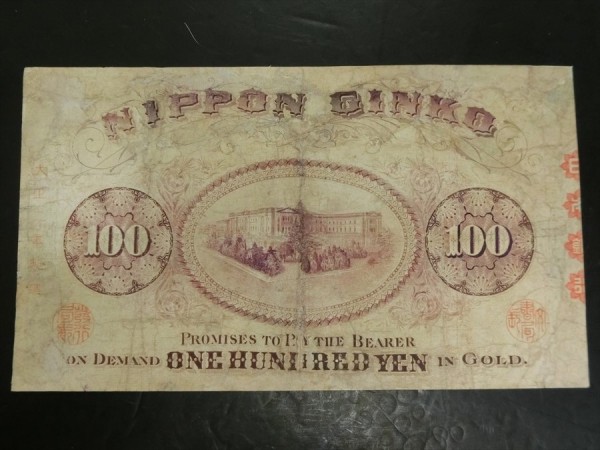 NIPPON GINKO
100 100
PROMISES TO PAY THE BEARER
ON DEMAND ONE HUNDRED YEN IN GOLD.